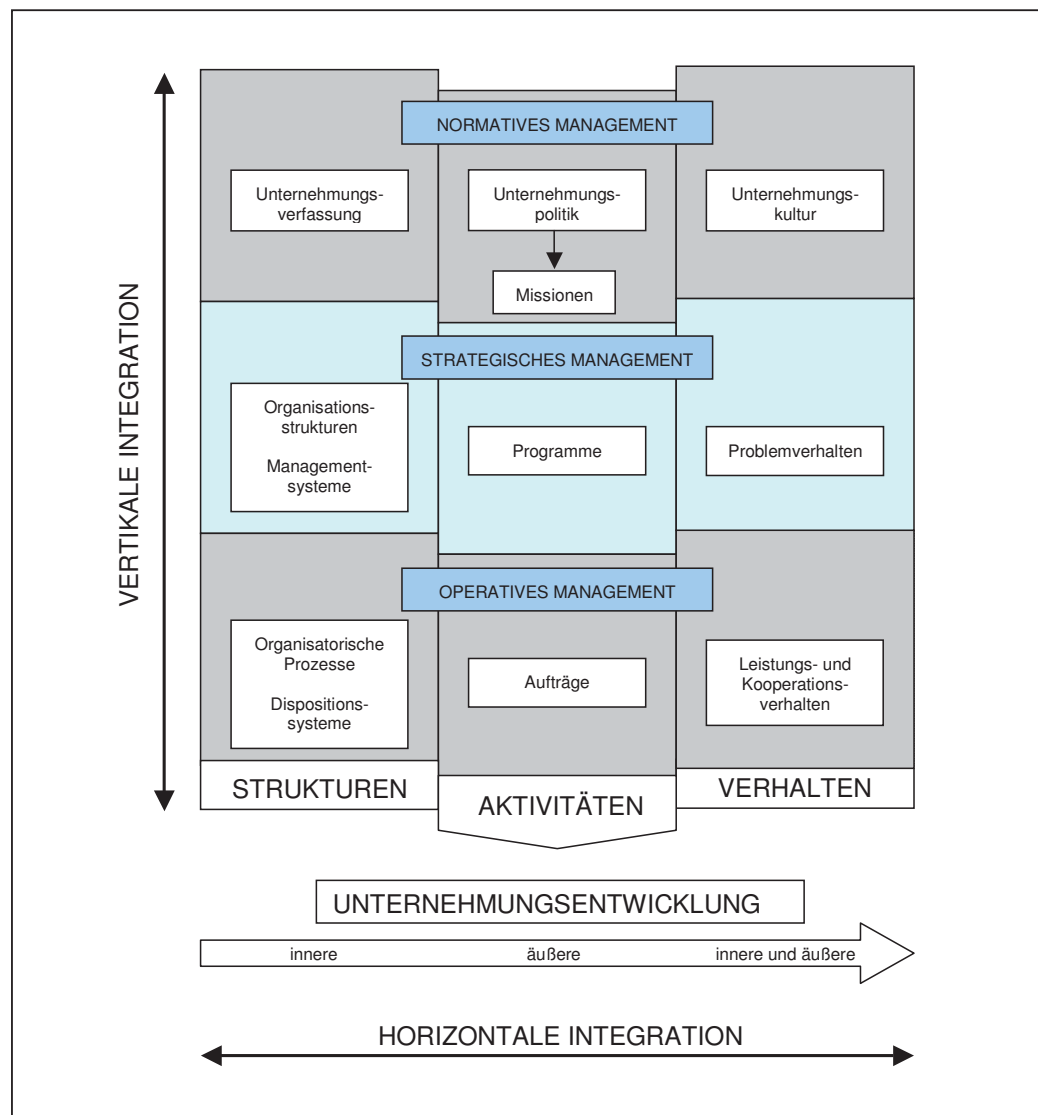 NORMATIVES MANAGEMENT
Unternehmungs-
verfassung
Unternehmungs-
politik
Unternehmungs-
kultur
Missionen
VERTIKALE INTEGRATION
STRATEGISCHES MANAGEMENT
Organisations-
strukturen
Management-
systeme
Programme
Problemverhalten
OPERATIVES MANAGEMENT
Organisatorische
Prozesse
Dispositions-
systeme
Aufträge
Leistungs- und
Kooperations-
verhalten
STRUKTUREN
AKTIVITÄTEN
VERHALTEN
UNTERNEHMUNGSENTWICKLUNG
innere
äußere
innere und äußere
HORIZONTALE INTEGRATION